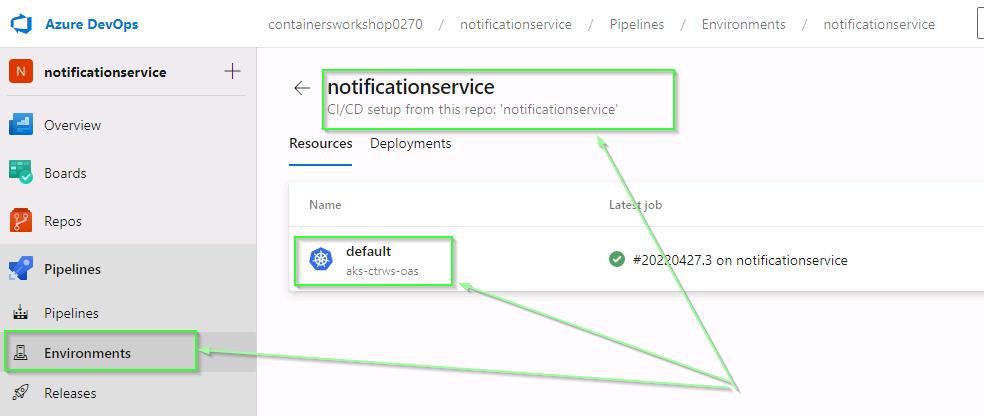 Azure DevOps
containersworkshop0270 / notificationservice / Pipelines / Environments / notificationservice
N notificationservice +
notificationservice
CI/CD setup from this repo: 'notificationservice'
Overview
Resources Deployments
Boards
Name Latest job
Repos
default
aks-ctrws-oas
#20220427.3 on notificationservice
Pipelines
Pipelines
Environments
Releases